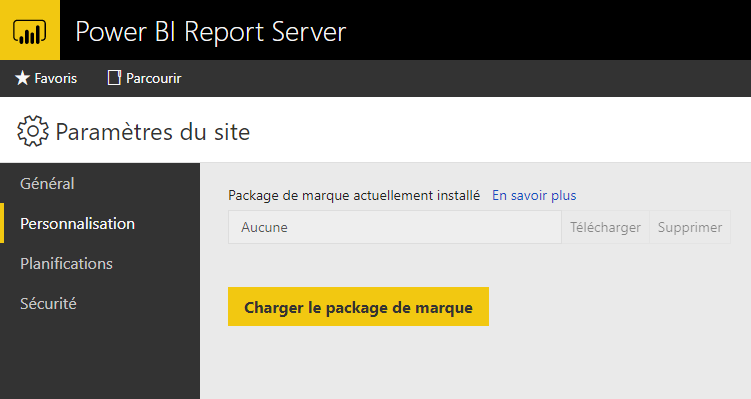 Power BI Report Server
Favoris Parcourir
Paramètres du site
Général
Personnalisation
Planifications
Sécurité
Package de marque actuellement installé En savoir plus
Aucune Télécharger Supprimer
Charger le package de marque